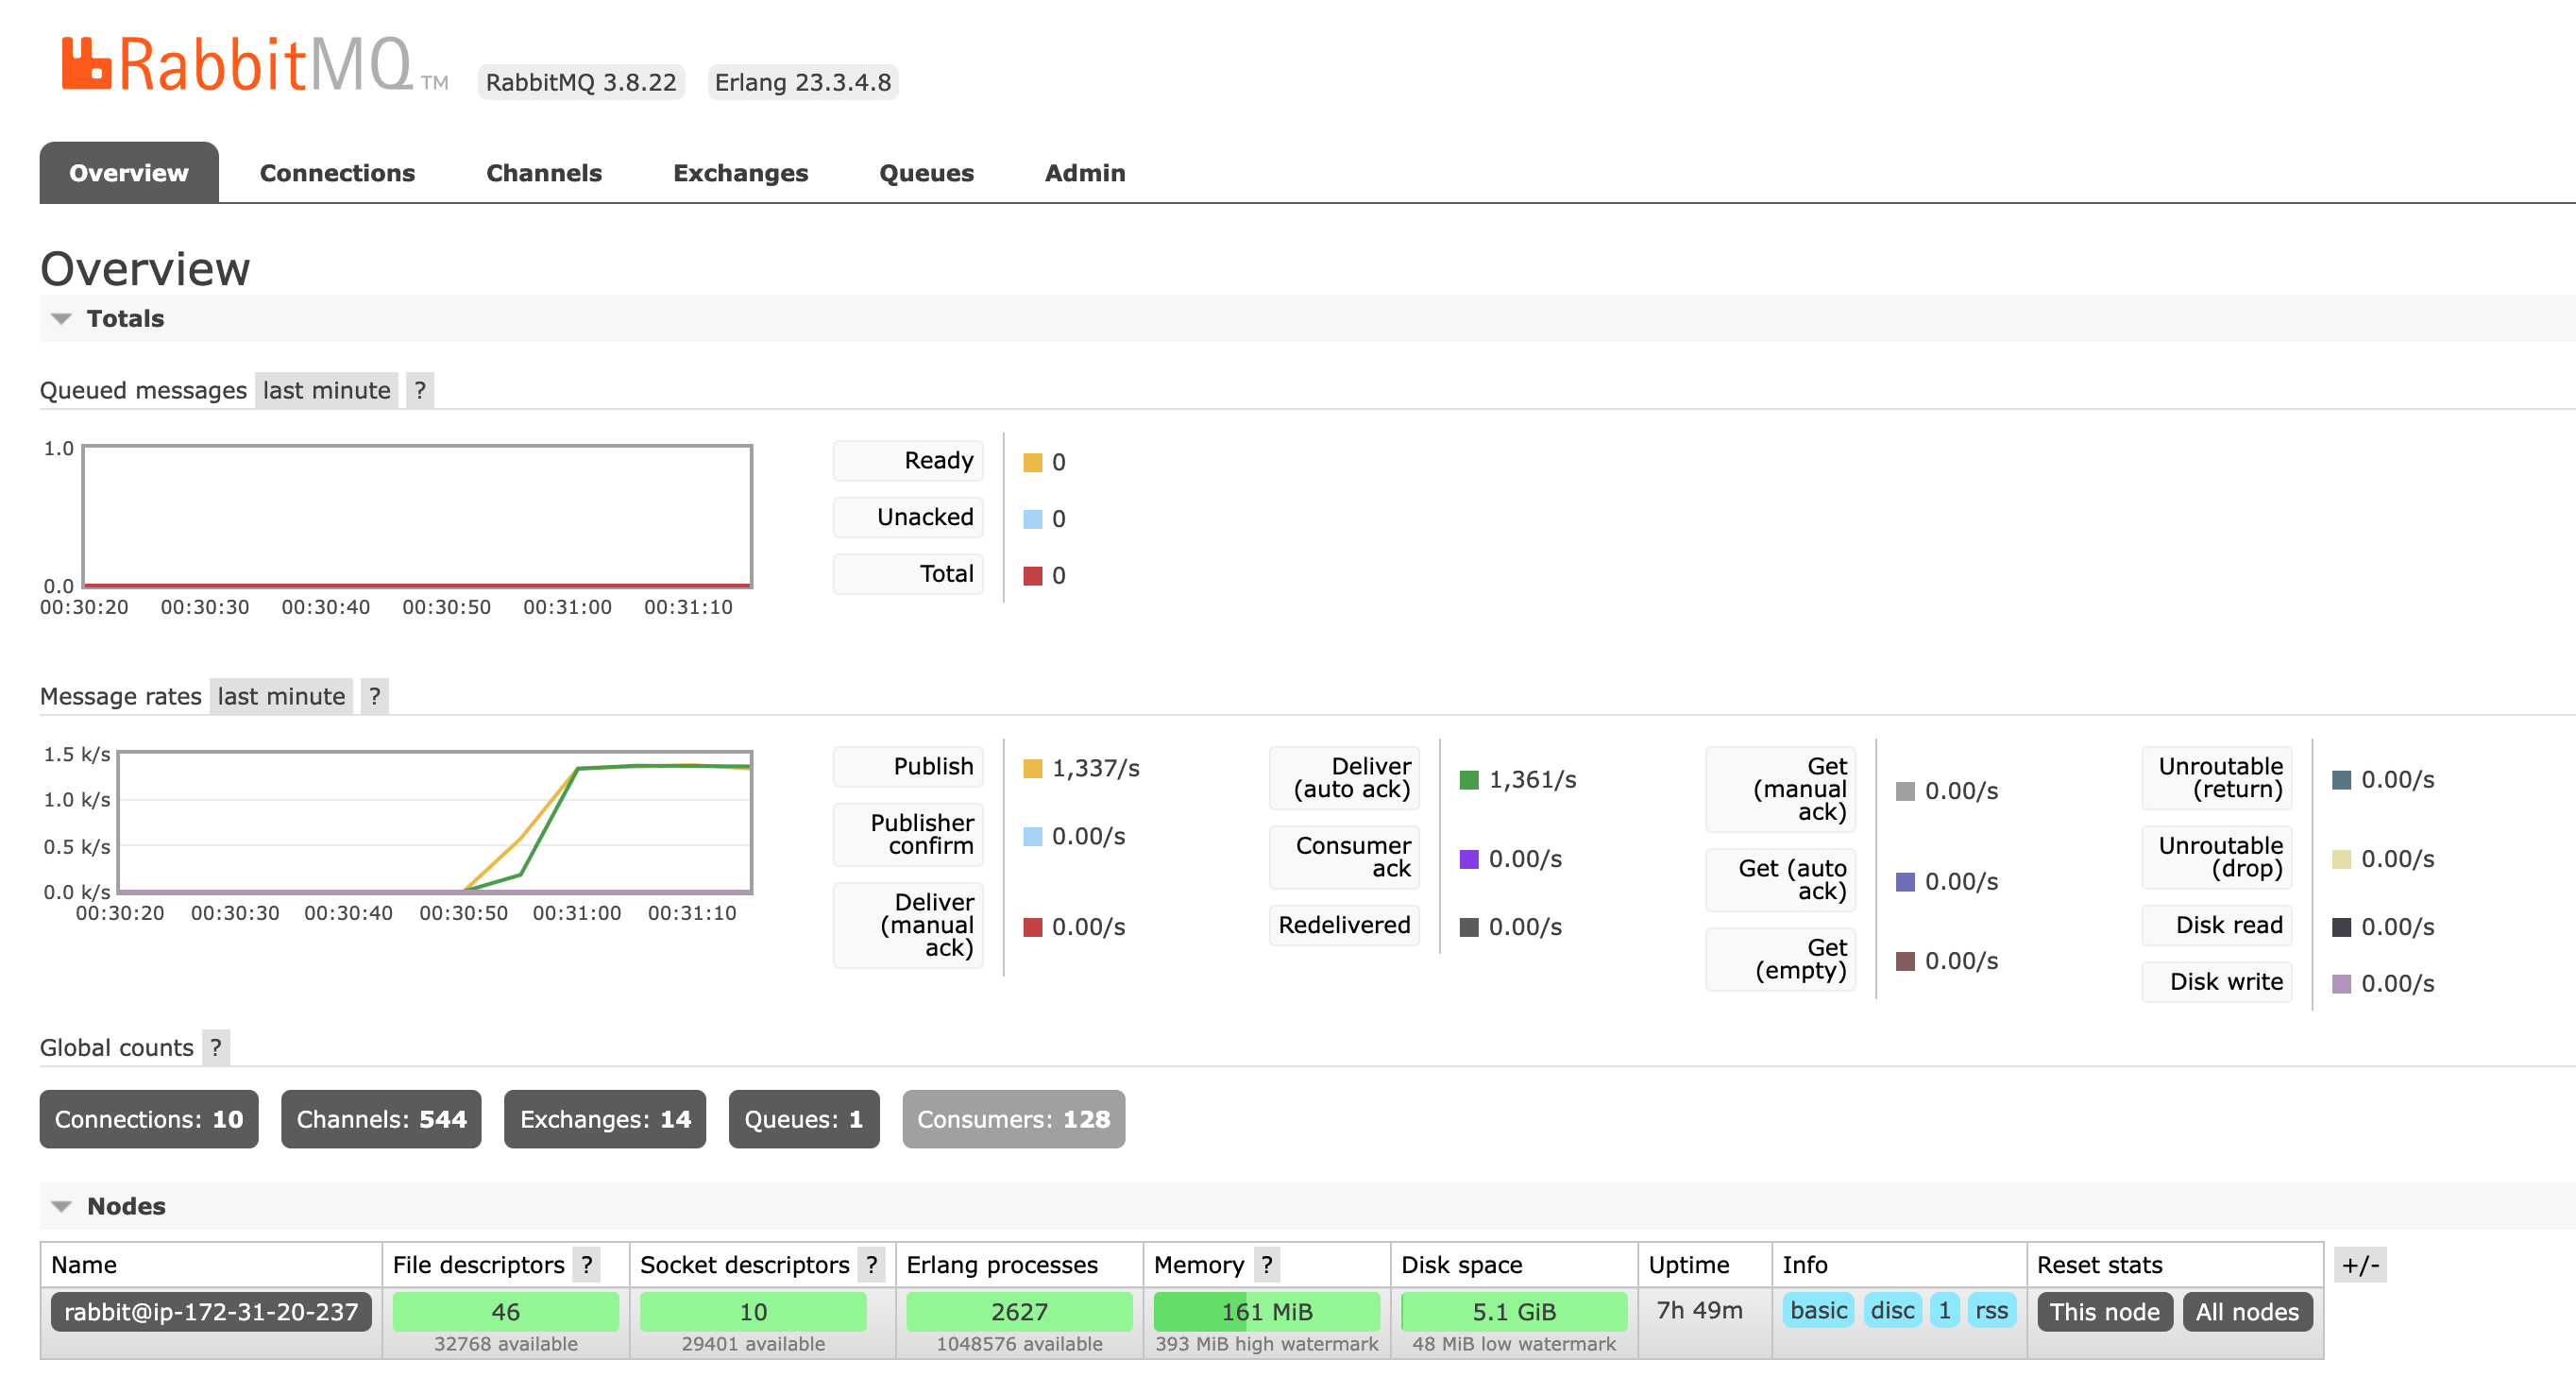 RabbitMQ TM RabbitMQ 3.8.22 Erlang 23.3.4.8
Overview Connections Channels Exchanges Queues Admin
Overview
Totals
Queued messages last minute ?
1.0
0.0
00:30:20 00:30:30 00:30:40 00:30:50 00:31:00 00:31:10
Ready 0
Unacked 0
Total 0
Message rates last minute ?
1.5 k/s
1.0 k/s
0.5 k/s
0.0 k/s
00:30:20 00:30:30 00:30:40 00:30:50 00:31:00 00:31:10
Publish 1,337/s
Publisher
confirm 0.00/s
Deliver
(manual
ack) 0.00/s
Deliver
(auto ack) 1,361/s
Consumer
ack 0.00/s
Redelivered 0.00/s
Get
(manual
ack) 0.00/s
Get (auto
ack) 0.00/s
Get
(empty) 0.00/s
Unroutable
(return) 0.00/s
Unroutable
(drop) 0.00/s
Disk read 0.00/s
Disk write 0.00/s
Global counts ?
Connections: 10 Channels: 544 Exchanges: 14 Queues: 1 Consumers: 128
Nodes
Name File descriptors ? Socket descriptors ? Erlang processes Memory ? Disk space Uptime Info Reset stats +/-
rabbit@ip-172-31-20-237 46 10 2627 161 MiB 5.1 GiB 7h 49m basic disc 1 rss This node All nodes
32768 available 29401 available 1048576 available 393 MiB high watermark 48 MiB low watermark